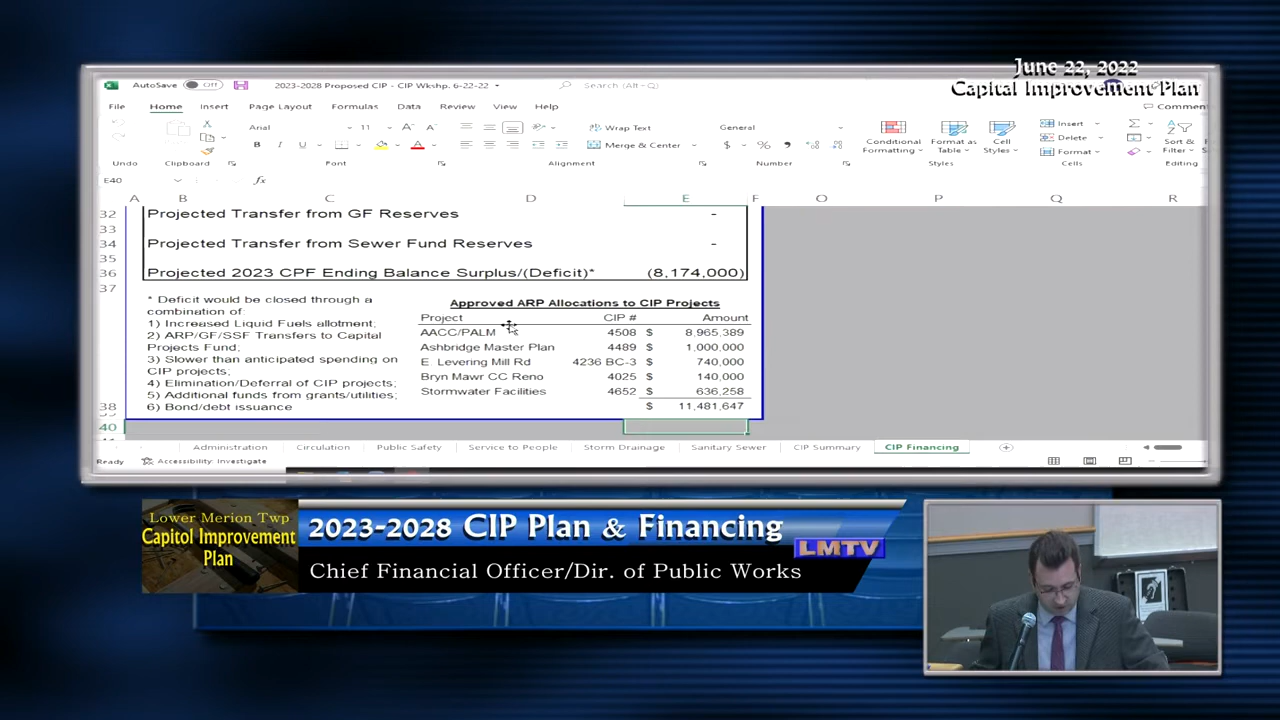 June 22, 2022
Capital Improvement Plan
AutoSave Off 2023-2028 Proposed CIP - CIP Wkshp. 6-22-22 Search (Alt+Q)
File Home Insert Page Layout Formulas Data Review View Help
Arial 11 Wrap Text General Insert
Conditional Format as Cell Delete Sort &
B I U Merge & Center $ % Formatting Table Styles Format Filter
Undo Clipboard Font Alignment Number Styles Cells Editing
E40 fx
A B C D E F O P Q R
32 Projected Transfer from GF Reserves -
33
34 Projected Transfer from Sewer Fund Reserves -
35
36 Projected 2023 CPF Ending Balance Surplus/(Deficit)* (8,174,000)
37
* Deficit would be closed through a
combination of:
1) Increased Liquid Fuels allotment;
2) ARP/GF/SSF Transfers to Capital
Projects Fund;
3) Slower than anticipated spending on
CIP projects;
4) Elimination/Deferral of CIP projects;
5) Additional funds from grants/utilities;
38 6) Bond/debt issuance
Approved ARP Allocations to CIP Projects
Project CIP # Amount
AACC/PALM 4508 $ 8,965,389
Ashbridge Master Plan 4489 $ 1,000,000
E. Levering Mill Rd 4236 BC-3 $ 740,000
Bryn Mawr CC Reno 4025 $ 140,000
Stormwater Facilities 4652 $ 636,258
$ 11,481,647
40
Administration Circulation Public Safety Service to People Storm Drainage Sanitary Sewer CIP Summary CIP Financing
Ready Accessibility: Investigate
Lower Merion Twp
Capitol Improvement
Plan
2023-2028 CIP Plan & Financing
LMTV
Chief Financial Officer/Dir. of Public Works